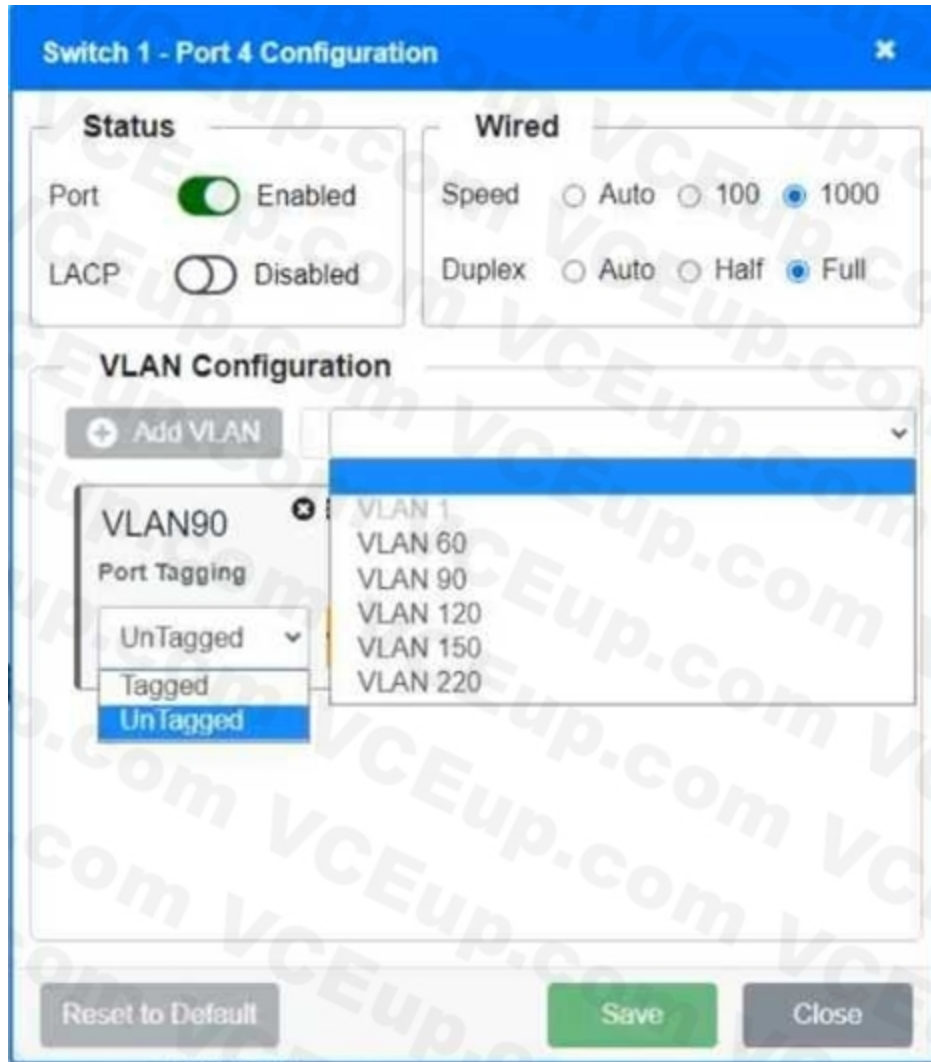 Switch 1 - Port 4 Configuration
Status
Wired
Port Enabled
Speed Auto 100 1000
LACP Disabled
Duplex Auto Half Full
VLAN Configuration
Add VLAN
VLAN90
Port Tagging
UnTagged
Tagged
UnTagged
VLAN 1
VLAN 60
VLAN 90
VLAN 120
VLAN 150
VLAN 220
Reset to Default
Save
Close
VCEup.com